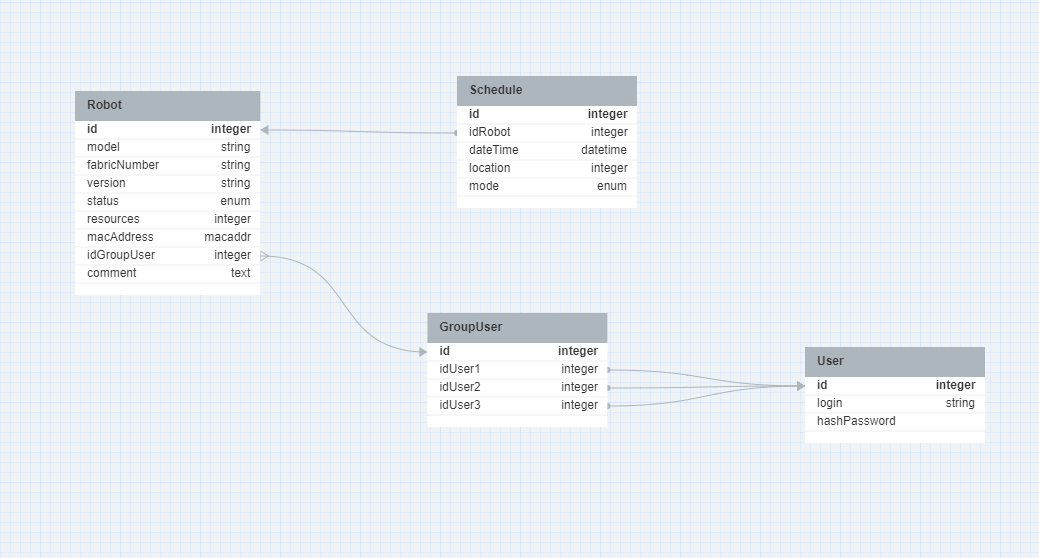 Robot
id integer
model string
fabricNumber string
version string
status enum
resources integer
macAddress macaddr
idGroupUser integer
comment text
Schedule
id integer
idRobot integer
dateTime datetime
location integer
mode enum
GroupUser
id integer
idUser1 integer
idUser2 integer
idUser3 integer
User
id integer
login string
hashPassword